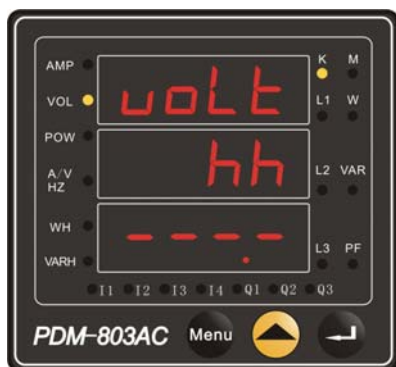 AMP
K M
VOL
uoLt
L1 W
POW
A/V
HZ
hh
L2 VAR
WH
VARH
- - - -.
L3 PF
I1 I2 I3 I4 Q1 Q2 Q3
PDM-803AC Menu